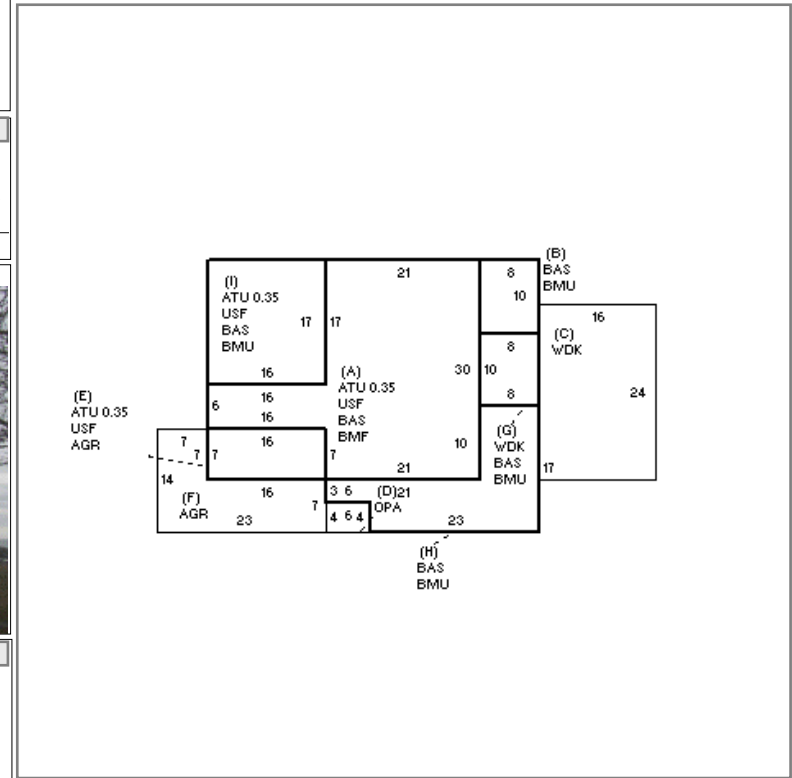 (B)
BAS
BMU
21
8
10
(I)
ATU 0.35
USF
BAS
BMU
17
17
16
(C)
WDK
16
24
17
8
10
8
(A)
ATU 0.35
USF
BAS
BMF
30
10
21
16
6
16
(E)
ATU 0.35
USF
AGR
7
7
7
16
7
14
(F)
AGR
16
23
7
(G)
WDK
BAS
BMU
3 6
(D)
OPA
21
4 6 4
23
(H)
BAS
BMU